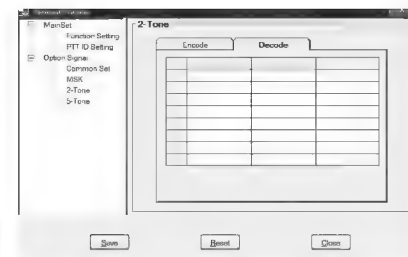 MainSet
Function Setting
PTT ID Setting
Option Signal
Common Set
MSK
2-Tone
5-Tone
2-Tone
Encode
Decode
Save
Reset
Close